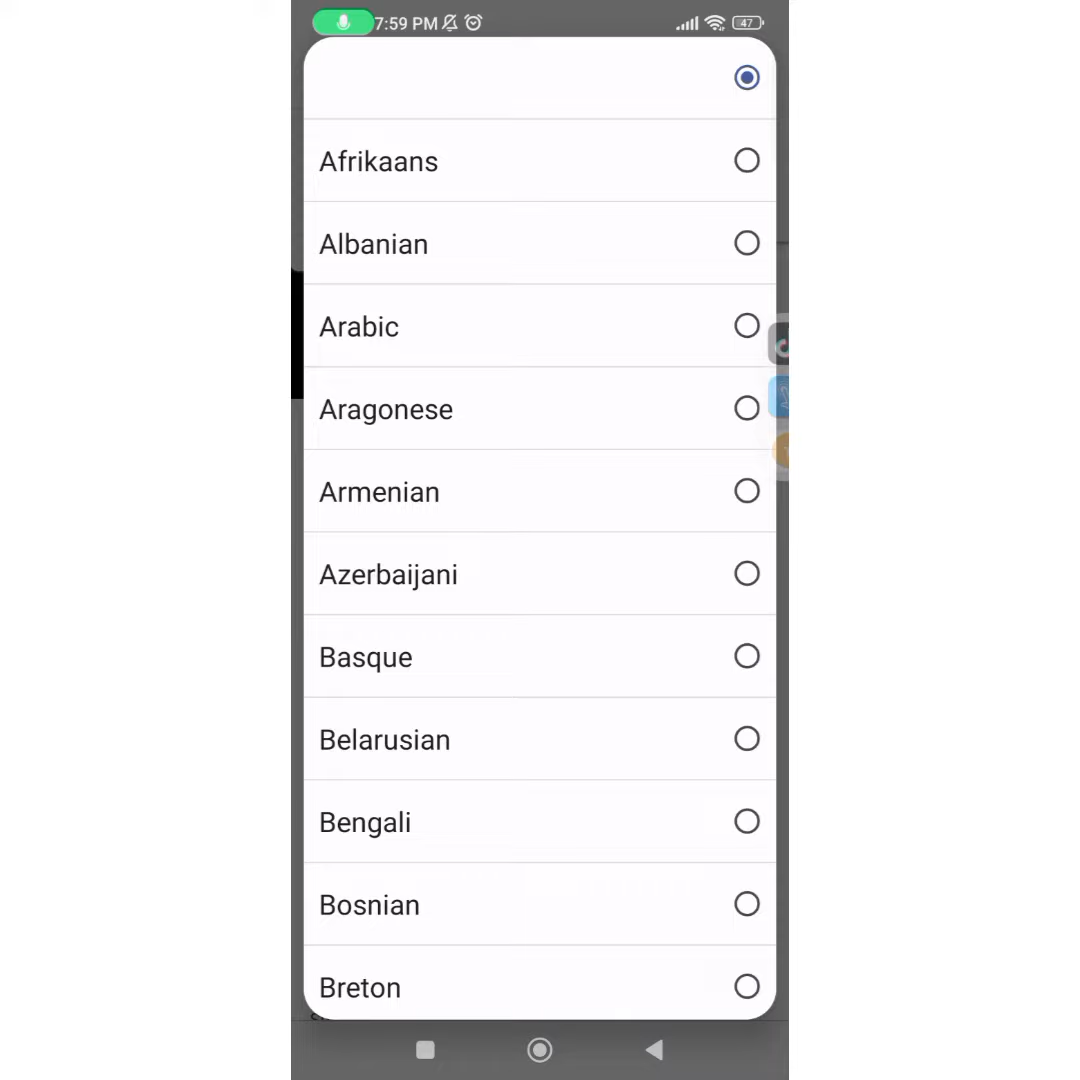 7:59 PM
47
Afrikaans
Albanian
Arabic
Aragonese
Armenian
Azerbaijani
Basque
Belarusian
Bengali
Bosnian
Breton